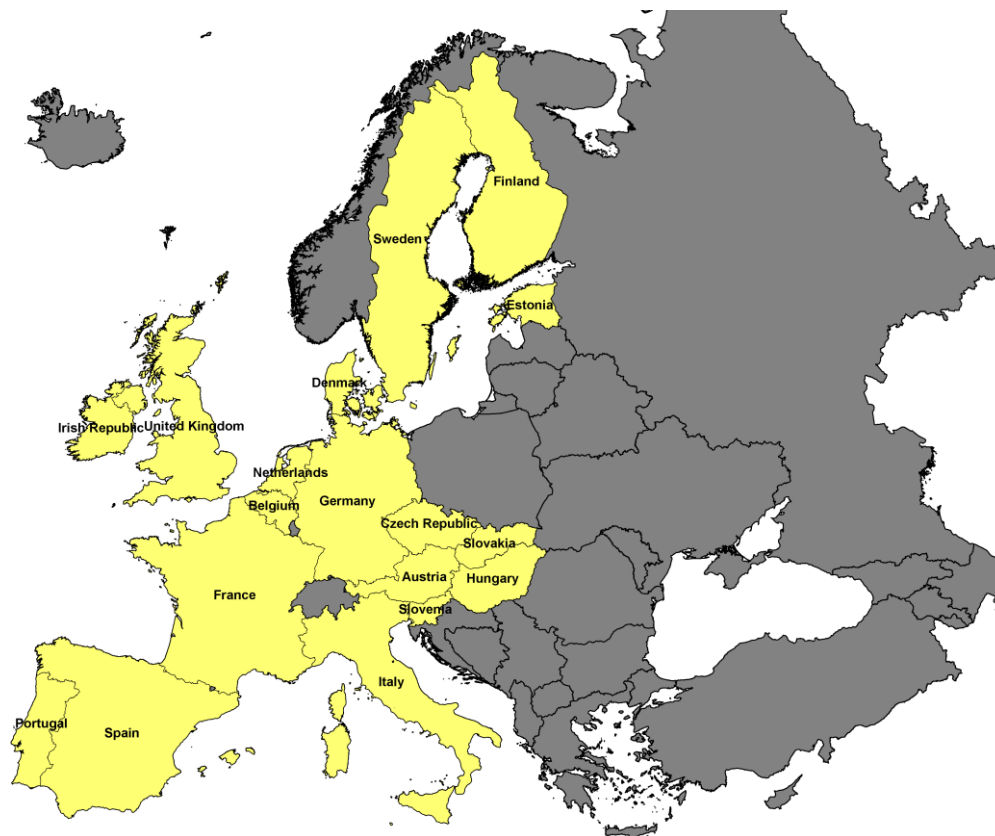 Finland
Sweden
Estonia
Denmark
Irish Republic
United Kingdom
Netherlands
Germany
Belgium
Czech Republic
Slovakia
Austria
Hungary
France
Slovenia
Italy
Portugal
Spain